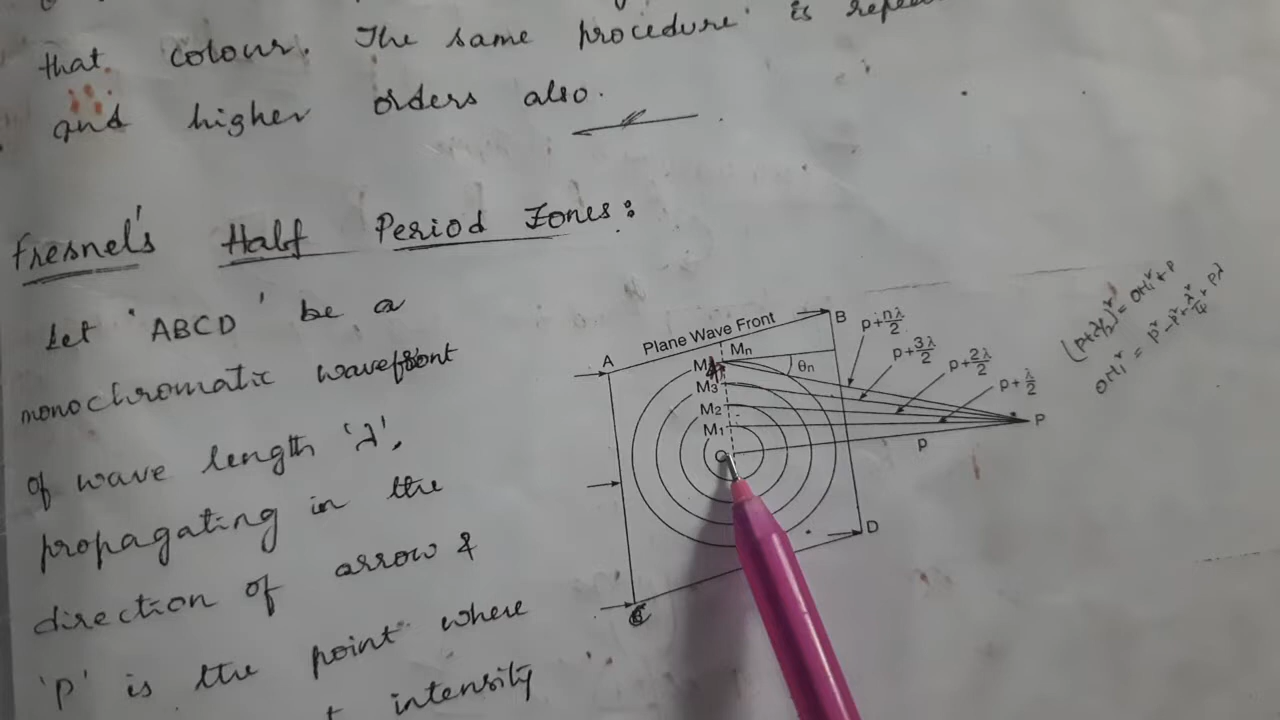 that colour. The same procedure is
and higher orders also.
Fresnel's Half Period Zones:
Let 'ABCD' be a
monochromatic wavefront
of wave length 'λ',
propagating in the
direction of arrow &
'P' is the point where
intensity
A
Plane Wave Front
B
Mn
M3
M2
M1
O
θn
p+nλ/2
p+3λ/2
p+2λ/2
p+λ/2
P
p
D
C